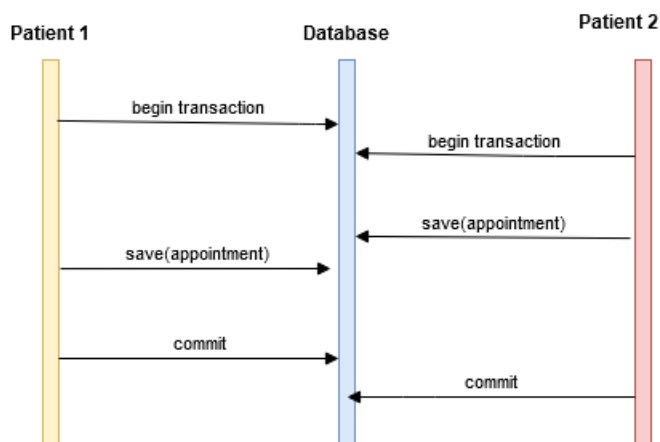 Patient 1
Database
Patient 2
begin transaction
begin transaction
save(appointment)
save(appointment)
commit
commit